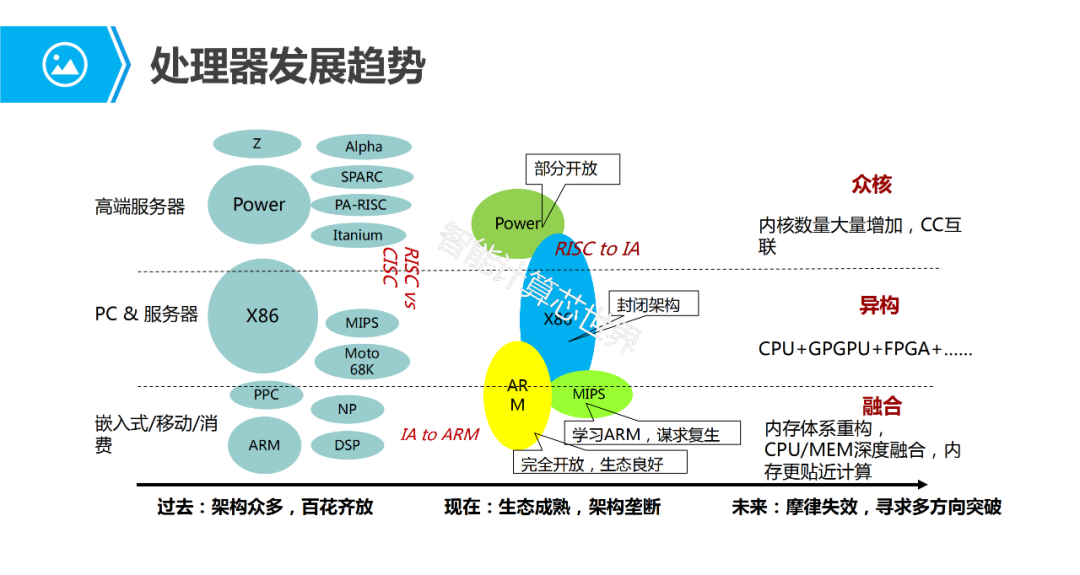 处理器发展趋势
Z
Alpha
SPARC
Power
PA-RISC
Itanium
高端服务器
RISC vs
CISC
PC & 服务器
X86
MIPS
Moto
68K
PPC
NP
嵌入式/移动/消
费
ARM
DSP
IA to ARM
部分开放
Power
RISC to IA
封闭架构
X86
AR
M
MIPS
学习ARM，谋求复生
完全开放，生态良好
智能计算芯世界
众核
内核数量大量增加，CC互
联
异构
CPU+GPGPU+FPGA+......
融合
内存体系重构，
CPU/MEM深度融合，内
存更贴近计算
过去：架构众多，百花齐放
现在：生态成熟，架构垄断
未来：摩律失效，寻求多方向突破